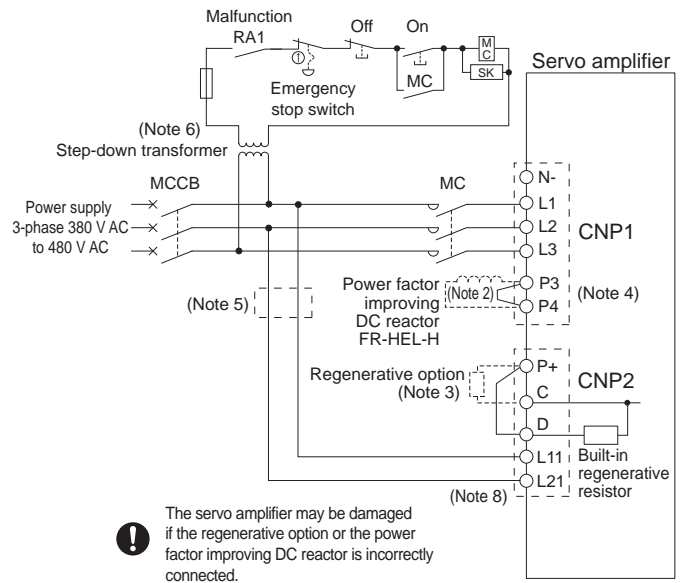 Malfunction
RA1
Off
On
MC
SK
Emergency
stop switch
MC
Servo amplifier
(Note 6)
Step-down transformer
MCCB
MC
Power supply
3-phase 380 V AC
to 480 V AC
N-
L1
L2
L3
CNP1
P3
P4
(Note 4)
Power factor
improving
DC reactor
FR-HEL-H
(Note 2)
(Note 5)
Regenerative option
(Note 3)
P+
C
D
L11
L21
CNP2
Built-in
regenerative
resistor
(Note 8)
The servo amplifier may be damaged
if the regenerative option or the power
factor improving DC reactor is incorrectly
connected.